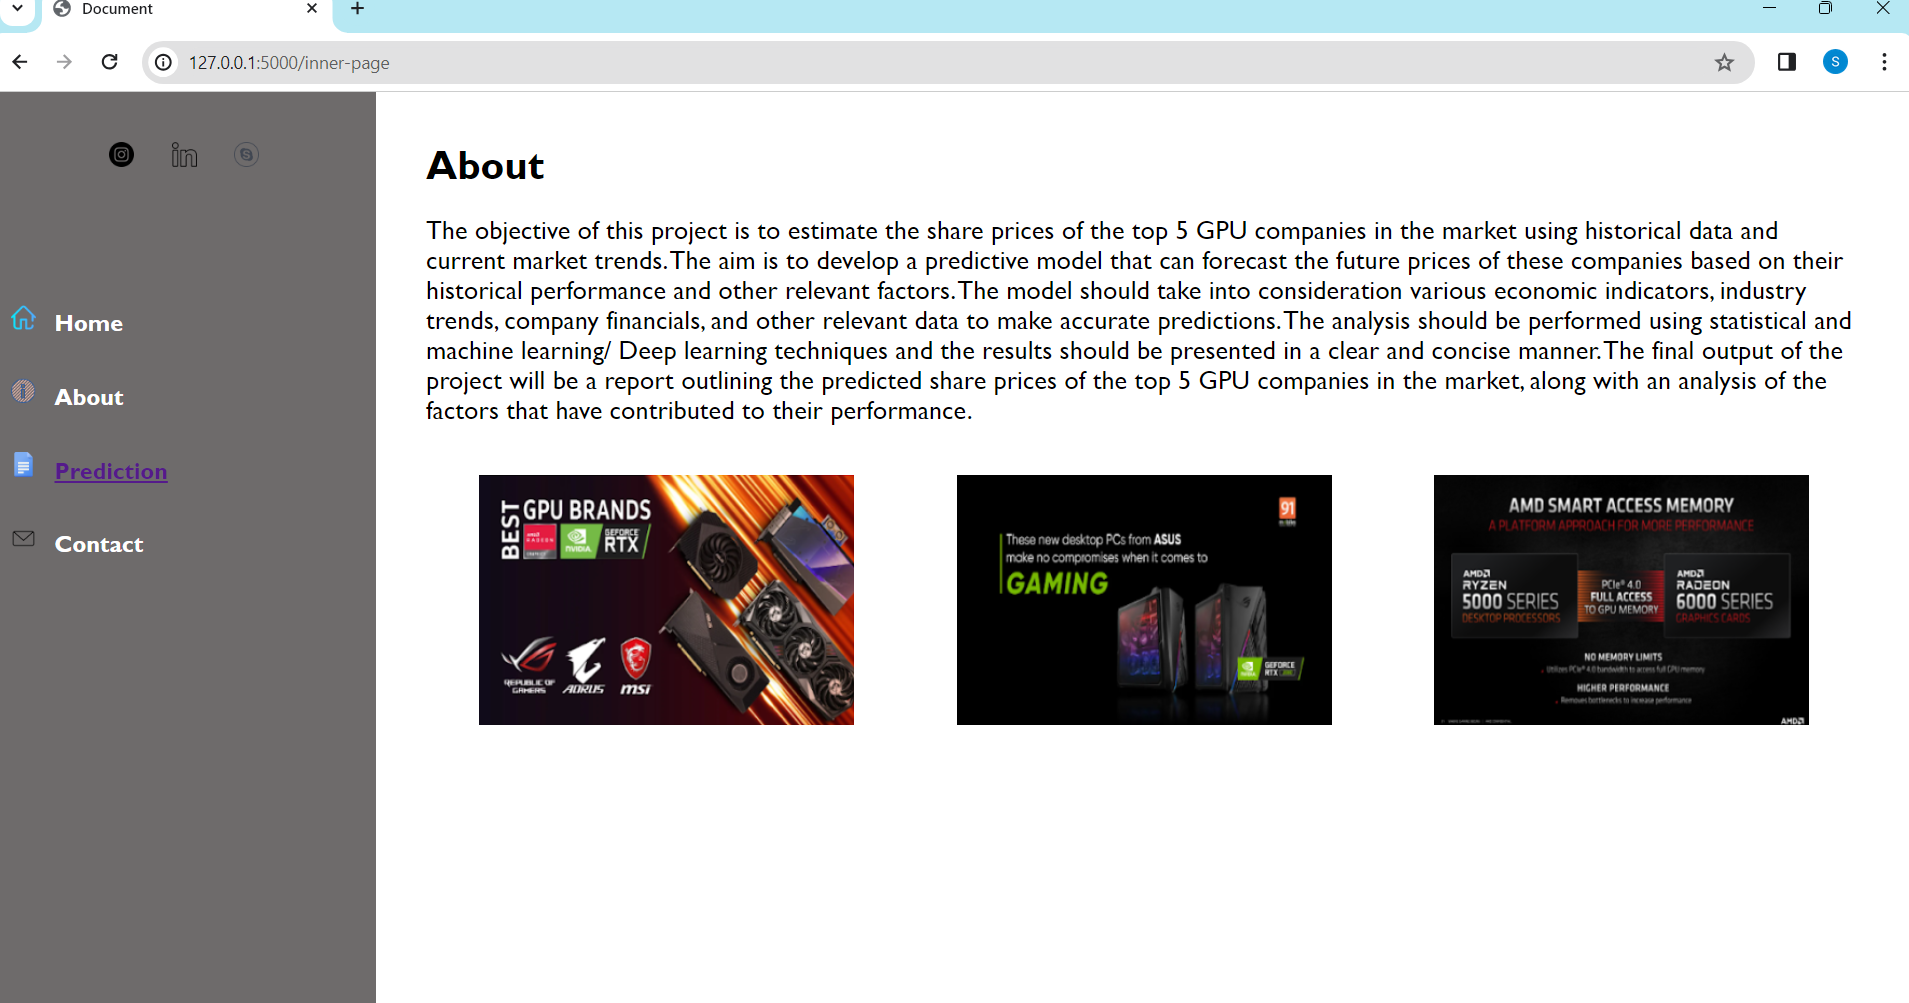 Document
127.0.0.1:5000/inner-page
S
Home
About
Prediction
Contact
About
The objective of this project is to estimate the share prices of the top 5 GPU companies in the market using historical data and
current market trends.The aim is to develop a predictive model that can forecast the future prices of these companies based on their
historical performance and other relevant factors.The model should take into consideration various economic indicators, industry
trends, company financials, and other relevant data to make accurate predictions.The analysis should be performed using statistical and
machine learning/ Deep learning techniques and the results should be presented in a clear and concise manner.The final output of the
project will be a report outlining the predicted share prices of the top 5 GPU companies in the market, along with an analysis of the
factors that have contributed to their performance.
BEST
GPU BRANDS
AMD
RADEON
NVIDIA
GEFORCE
RTX
REPUBLIC OF
GAMERS
AORUS
msi
91
These new desktop PCs from ASUS
make no compromises when it comes to
GAMING
NVIDIA
GEFORCE
RTX
AMD SMART ACCESS MEMORY
A PLATFORM APPROACH FOR MORE PERFORMANCE
AMD
RYZEN
5000 SERIES
DESKTOP PROCESSORS
PCIe® 4.0
FULL ACCESS
TO GPU MEMORY
AMD
RADEON
6000 SERIES
GRAPHICS CARDS
NO MEMORY LIMITS
Utilizes PCIe® 4.0 bandwidth to access full GPU memory
HIGHER PERFORMANCE
Removes bottlenecks to increase performance
AMD